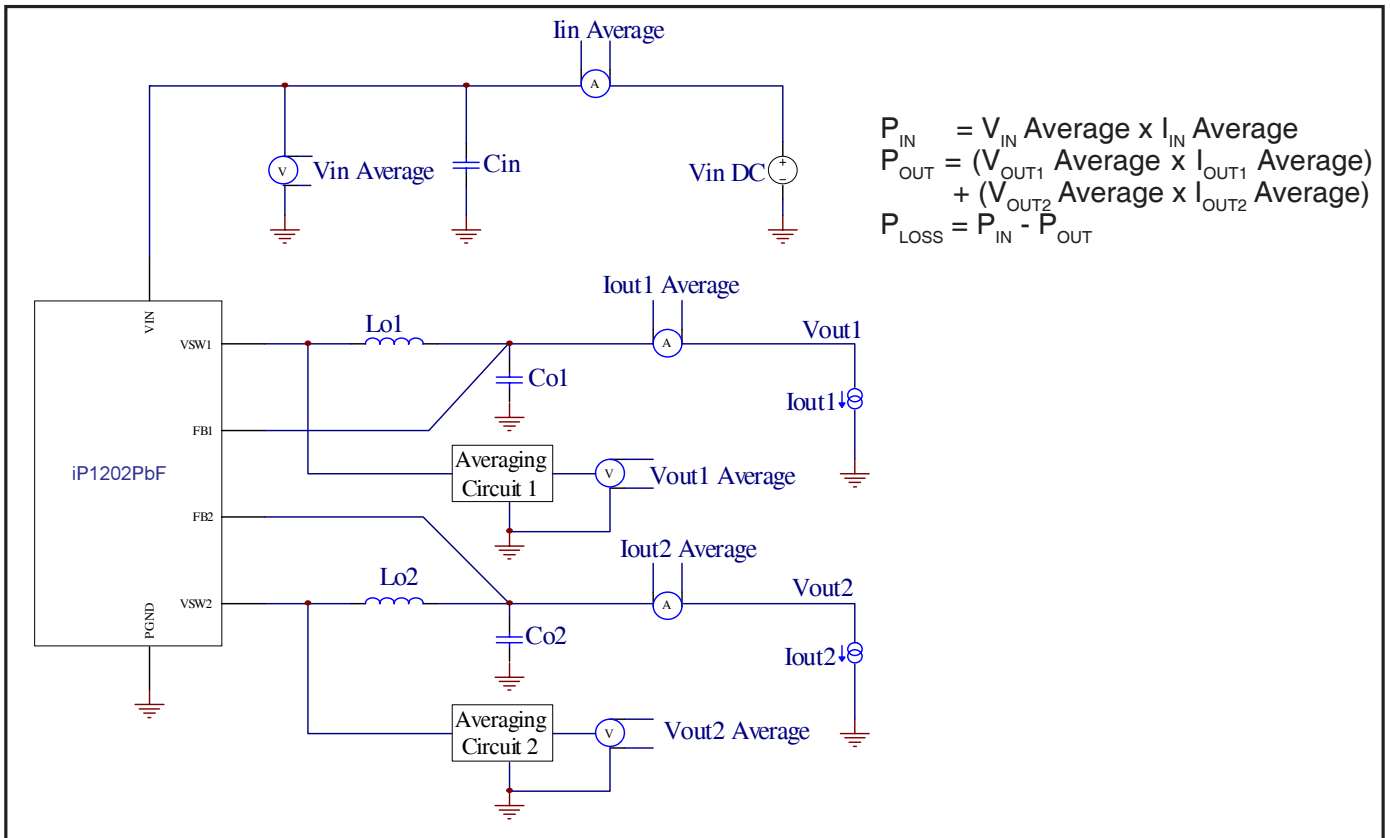 Iin Average
A
P_IN = V_IN Average x I_IN Average
P_OUT = (V_OUT1 Average x I_OUT1 Average)
+ (V_OUT2 Average x I_OUT2 Average)
P_LOSS = P_IN - P_OUT
V
Vin Average
Cin
Vin DC
+
−
VIN
Iout1 Average
VSW1
Lo1
A
Vout1
Co1
Iout1
FB1
iP1202PbF
Averaging
Circuit 1
V
Vout1 Average
FB2
Iout2 Average
Lo2
Vout2
VSW2
A
PGND
Co2
Iout2
Averaging
Circuit 2
V
Vout2 Average